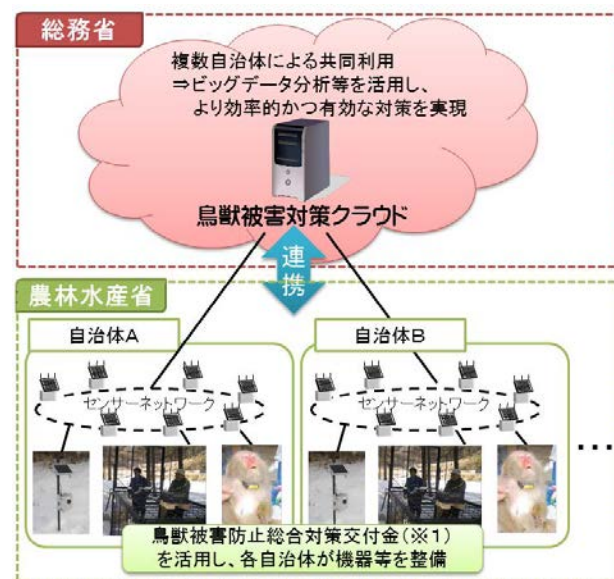 総務省
複数自治体による共同利用
⇒ビッグデータ分析等を活用し、
より効率的かつ有効な対策を実現
鳥獣被害対策クラウド
連
携
農林水産省
自治体A
自治体B
センサーネットワーク
センサーネットワーク
・・・
鳥獣被害防止総合対策交付金(※1)
を活用し、各自治体が機器等を整備